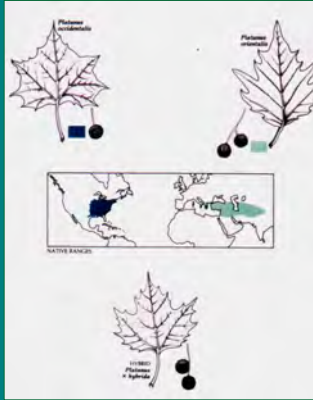 Platanus
occidentalis
Platanus
orientalis
NATIVE RANGES
HYBRID
Platanus
× hybrida